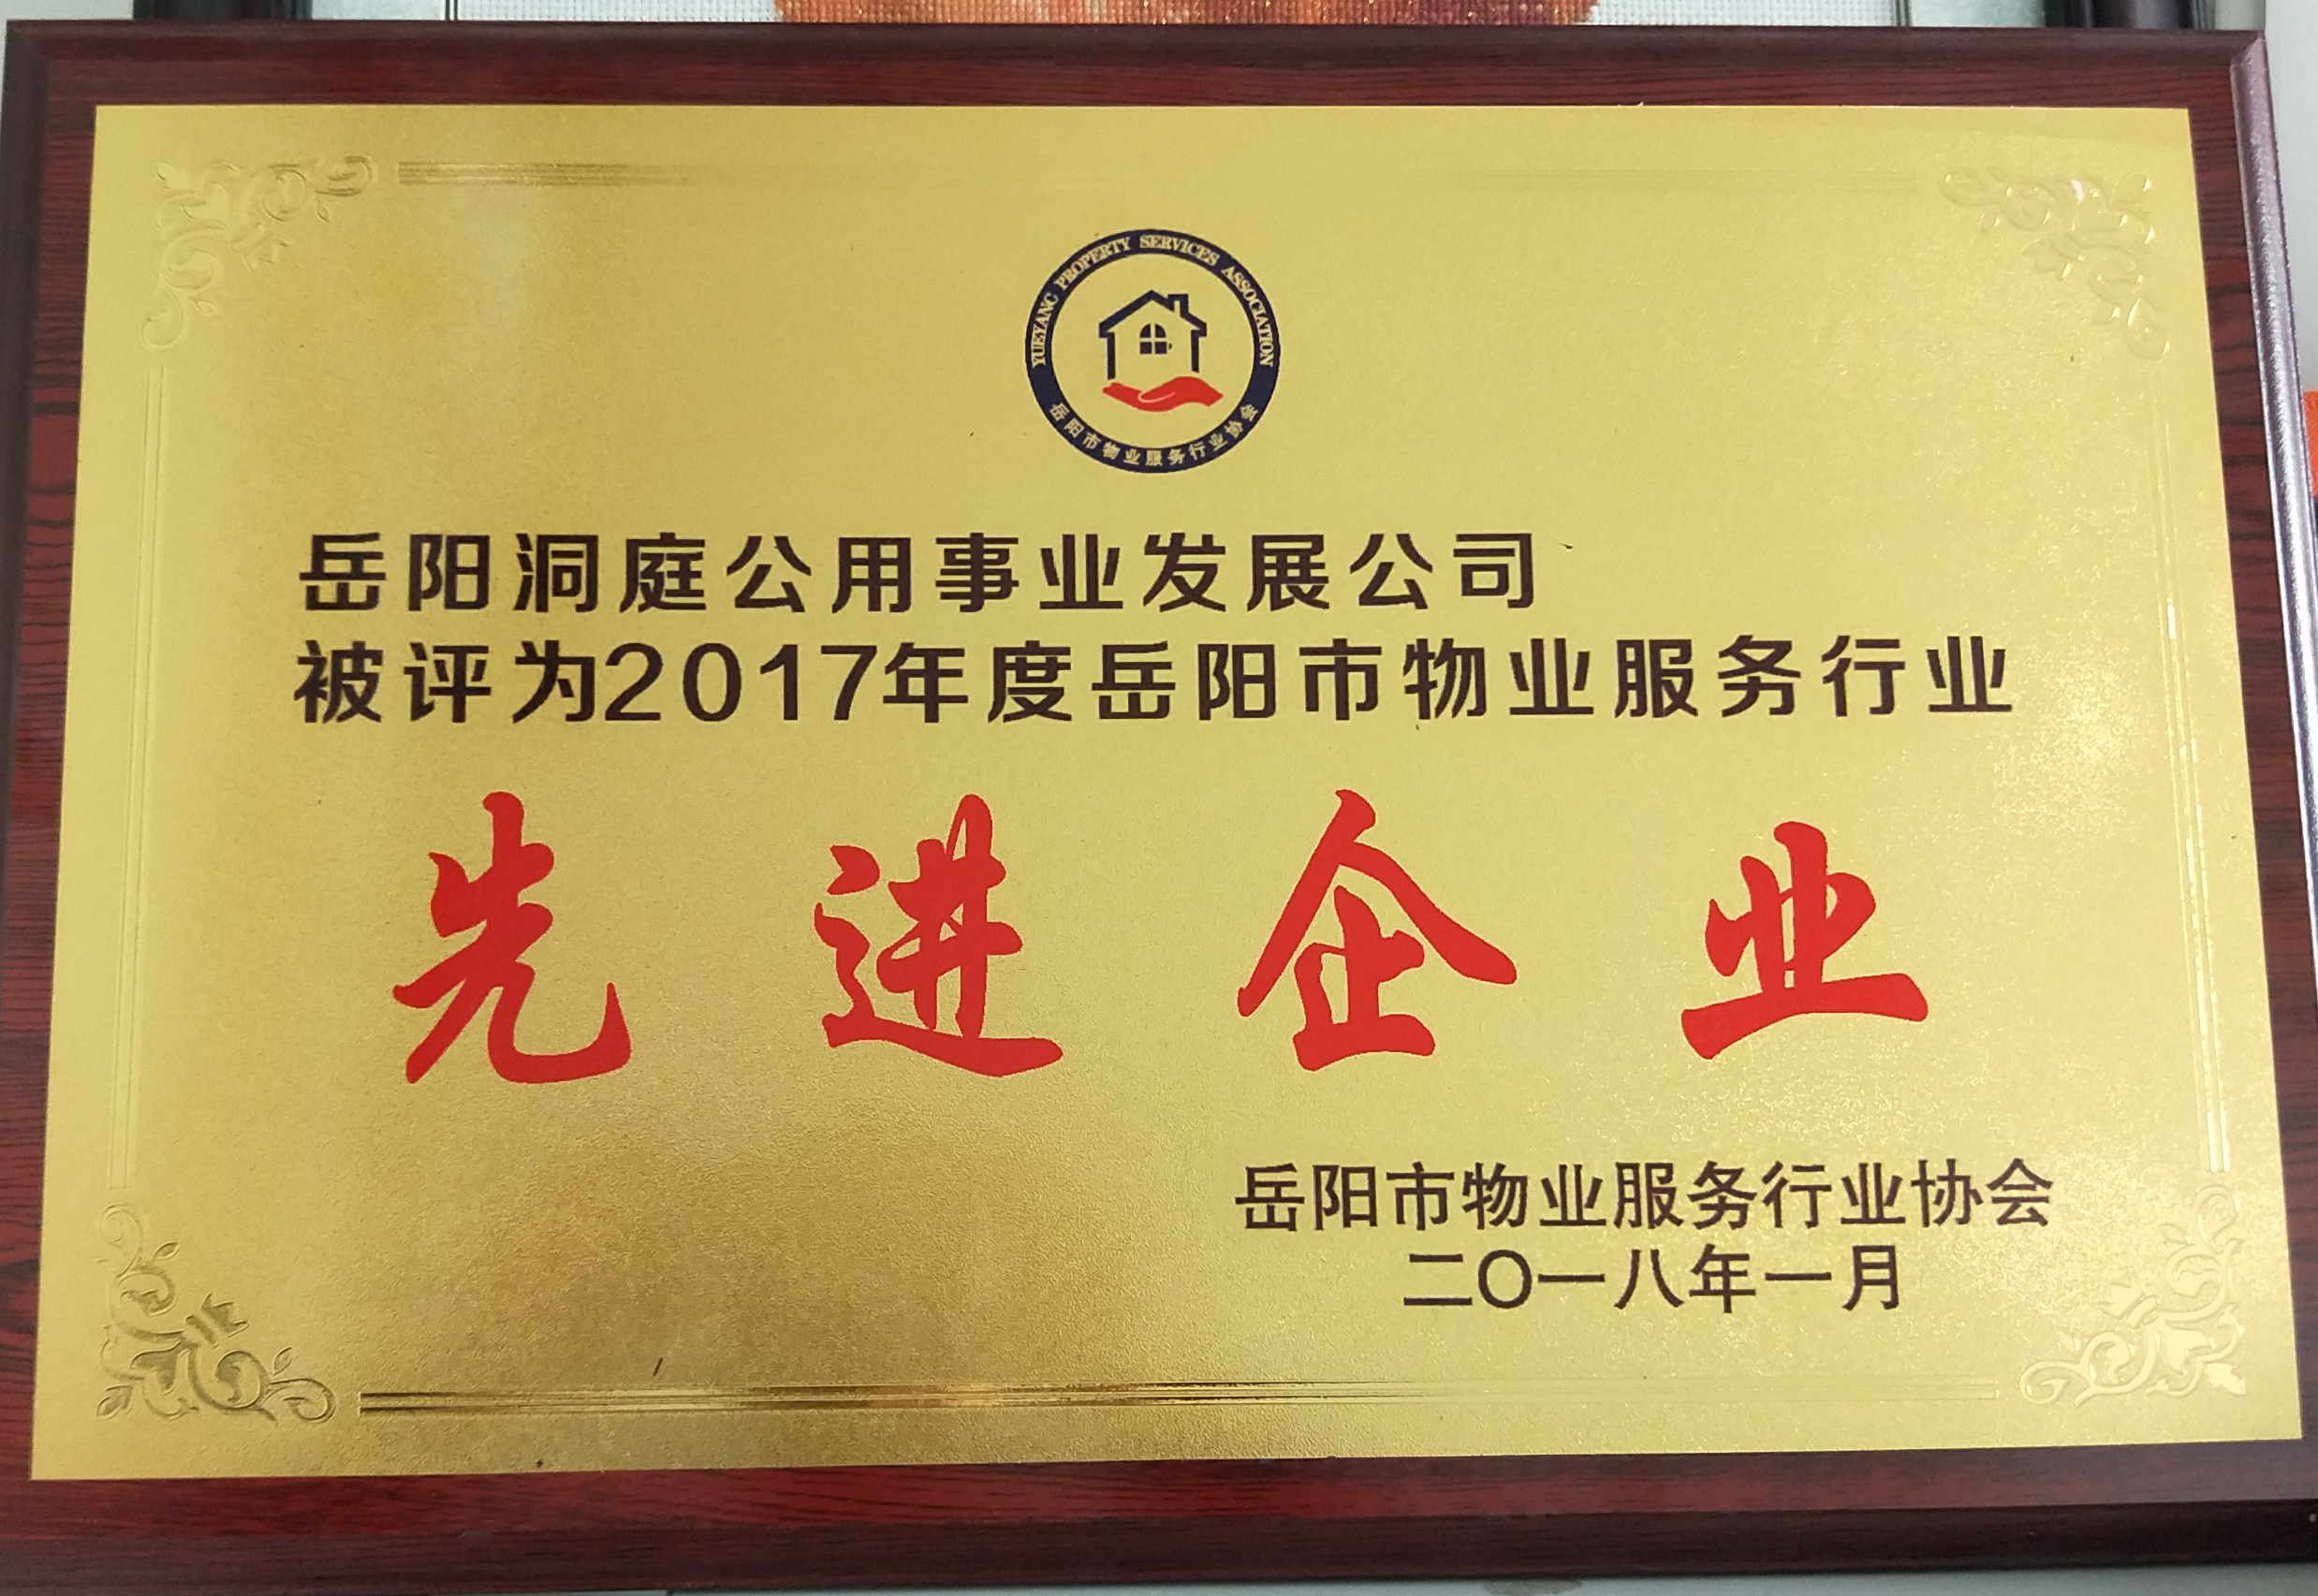 YUEYANG PROPERTY SERVICES ASSOCIATION
岳阳市物业服务行业协会
岳阳洞庭公用事业发展公司
被评为2017年度岳阳市物业服务行业
先进企业
岳阳市物业服务行业协会
二〇一八年一月